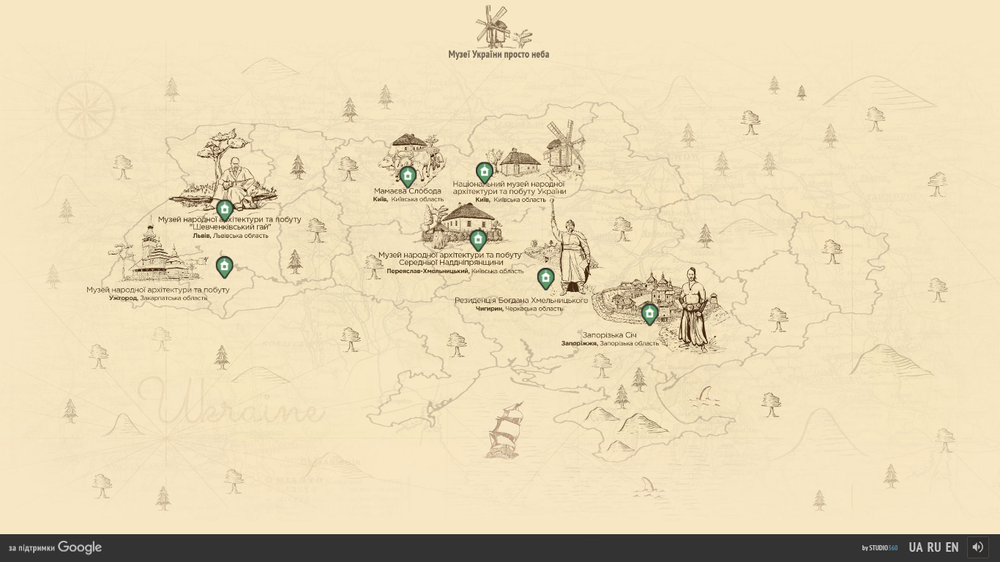 Музеї України просто неба
Мамаєва Слобода
Київ, Київська область
Національний музей народної
архітектури та побуту України
Київ, Київська область
Музей народної архітектури та побуту
"Шевченківський гай"
Львів, Львівська область
Музей народної архітектури та побуту
Середньої Наддніпрянщини
Переяслав-Хмельницький, Київська область
Музей народної архітектури та побуту
Ужгород, Закарпатська область
Резиденція Богдана Хмельницького
Чигирин, Черкаська область
Запорізька Січ
Запоріжжя, Запорізька область
Ukraine
за підтримки Google
by STUDIO360
UA RU EN